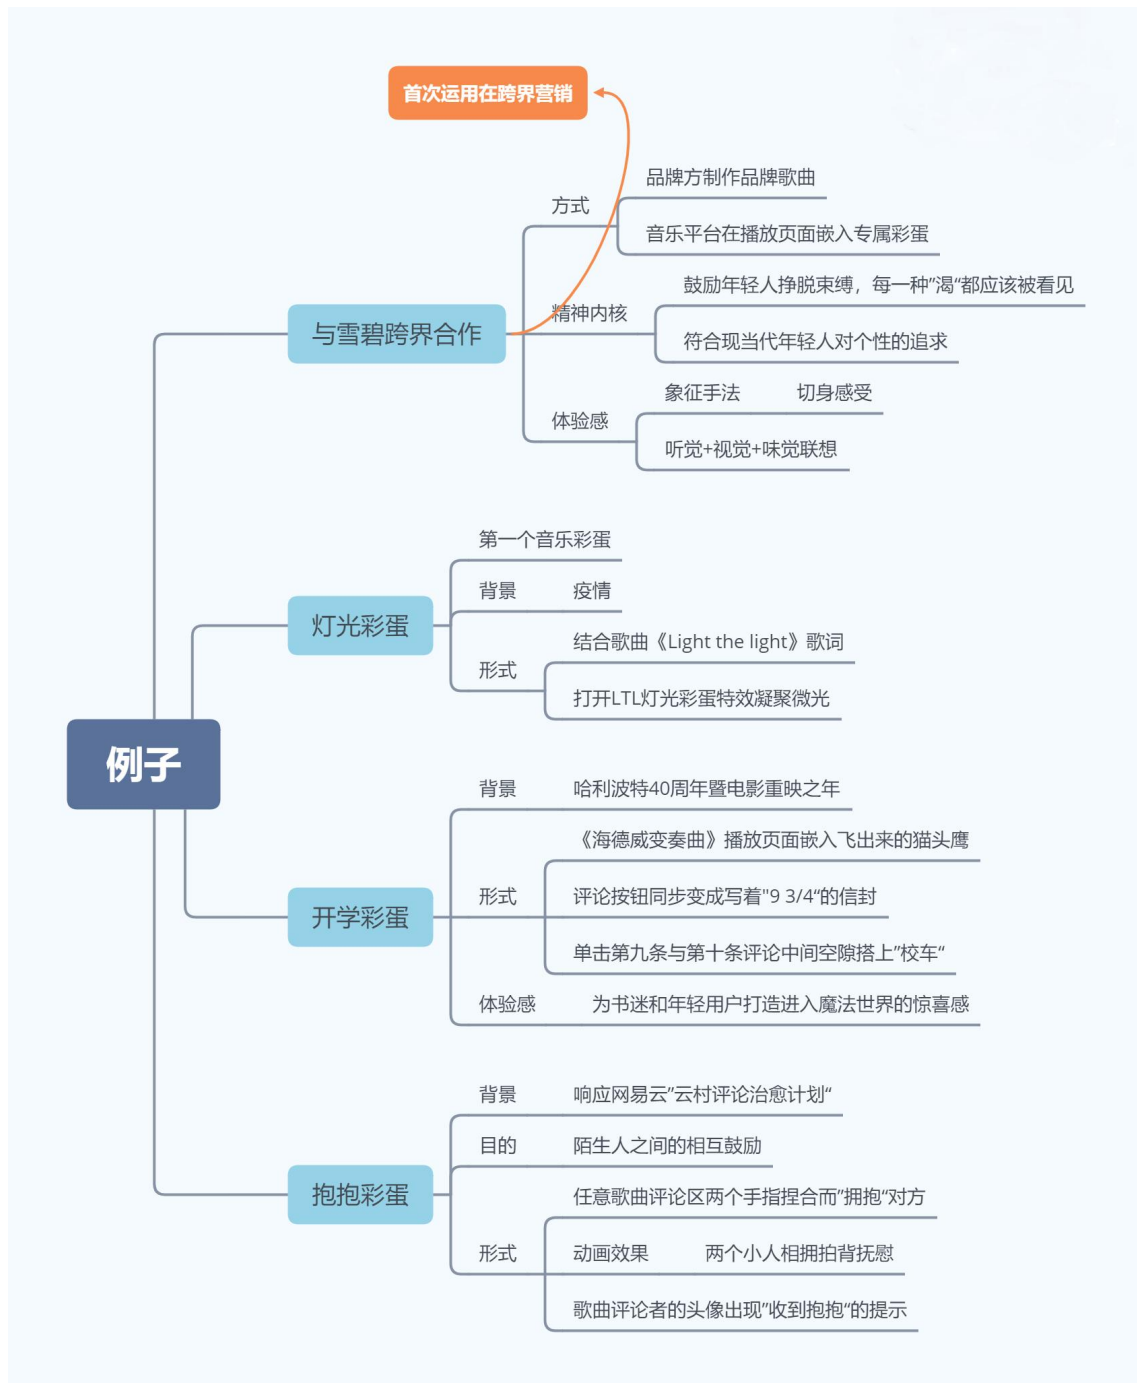 首次运用在跨界营销
例子
与雪碧跨界合作
方式
品牌方制作品牌歌曲
音乐平台在播放页面嵌入专属彩蛋
精神内核
鼓励年轻人挣脱束缚，每一种”渴“都应该被看见
符合现当代年轻人对个性的追求
体验感
象征手法 切身感受
听觉+视觉+味觉联想
灯光彩蛋
第一个音乐彩蛋
背景 疫情
形式
结合歌曲《Light the light》歌词
打开LTL灯光彩蛋特效凝聚微光
开学彩蛋
背景 哈利波特40周年暨电影重映之年
形式
《海德威变奏曲》播放页面嵌入飞出来的猫头鹰
评论按钮同步变成写着"9 3/4“的信封
单击第九条与第十条评论中间空隙搭上”校车“
体验感 为书迷和年轻用户打造进入魔法世界的惊喜感
抱抱彩蛋
背景 响应网易云”云村评论治愈计划“
目的 陌生人之间的相互鼓励
形式
任意歌曲评论区两个手指捏合而”拥抱“对方
动画效果 两个小人相拥拍背抚慰
歌曲评论者的头像出现”收到抱抱“的提示